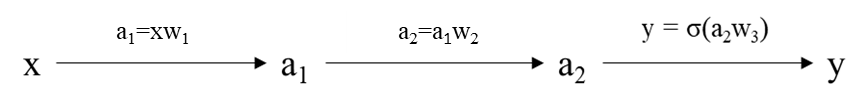 a₁=xw₁ a₂=a₁w₂ y = σ(a₂w₃)
x a₁ a₂ y